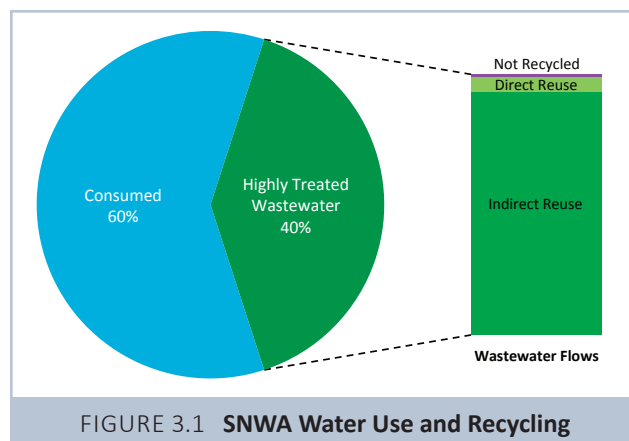 Not Recycled
Direct Reuse
Consumed
60%
Highly Treated
Wastewater
40%
Indirect Reuse
Wastewater Flows
FIGURE 3.1 SNWA Water Use and Recycling